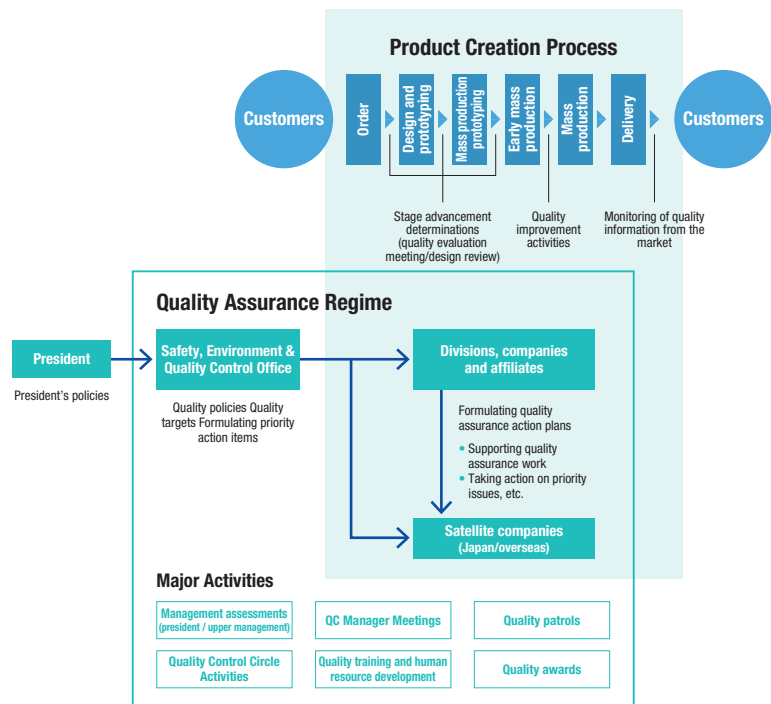 Product Creation Process
Customers
Order
Design and
prototyping
Mass production
prototyping
Early mass
production
Mass
production
Delivery
Customers
Stage advancement
determinations
(quality evaluation
meeting/design review)
Quality
improvement
activities
Monitoring of quality
information from the
market
Quality Assurance Regime
President
President's policies
Safety, Environment &
Quality Control Office
Quality policies Quality
targets Formulating priority
action items
Divisions, companies
and affiliates
Formulating quality
assurance action plans
• Supporting quality
assurance work
• Taking action on priority
issues, etc.
Satellite companies
(Japan/overseas)
Major Activities
Management assessments
(president / upper management)
QC Manager Meetings
Quality patrols
Quality Control Circle
Activities
Quality training and human
resource development
Quality awards